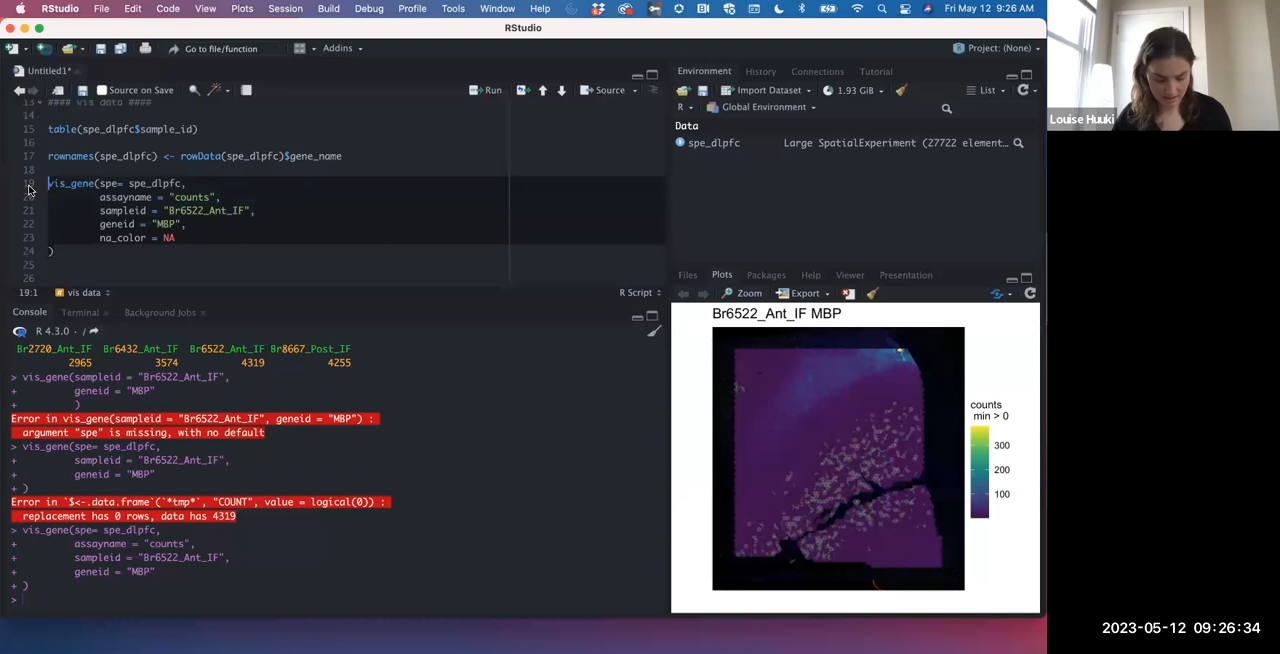 RStudio File Edit Code View Plots Session Build Debug Profile Tools Window Help Fri May 12 9:26 AM
RStudio
Go to file/function Addins Project: (None)
Untitled1*
Source on Save Run Source
13 #### vis data ####
14
15 table(spe_dlpfc$sample_id)
16
17 rownames(spe_dlpfc) <- rowData(spe_dlpfc)$gene_name
18
19 vis_gene(spe= spe_dlpfc,
20 assayname = "counts",
21 sampleid = "Br6522_Ant_IF",
22 geneid = "MBP",
23 na_color = NA
24 )
25
26
19:1 vis data R Script
Console Terminal Background Jobs
R 4.3.0 · /
Br2720_Ant_IF Br6432_Ant_IF Br6522_Ant_IF Br8667_Post_IF
2965 3574 4319 4255
> vis_gene(sampleid = "Br6522_Ant_IF",
+ geneid = "MBP"
+ )
Error in vis_gene(sampleid = "Br6522_Ant_IF", geneid = "MBP") :
argument "spe" is missing, with no default
> vis_gene(spe= spe_dlpfc,
+ sampleid = "Br6522_Ant_IF",
+ geneid = "MBP"
+ )
Error in `$<-.data.frame`(`*tmp*`, "COUNT", value = logical(0)) :
replacement has 0 rows, data has 4319
> vis_gene(spe= spe_dlpfc,
+ assayname = "counts",
+ sampleid = "Br6522_Ant_IF",
+ geneid = "MBP"
+ )
>
Environment History Connections Tutorial
Import Dataset 1.93 GiB List
R Global Environment
Data
spe_dlpfc Large SpatialExperiment (27722 element…
Files Plots Packages Help Viewer Presentation
Zoom Export
Br6522_Ant_IF MBP
counts
min > 0
300
200
100
Louise Huuki
2023-05-12 09:26:34